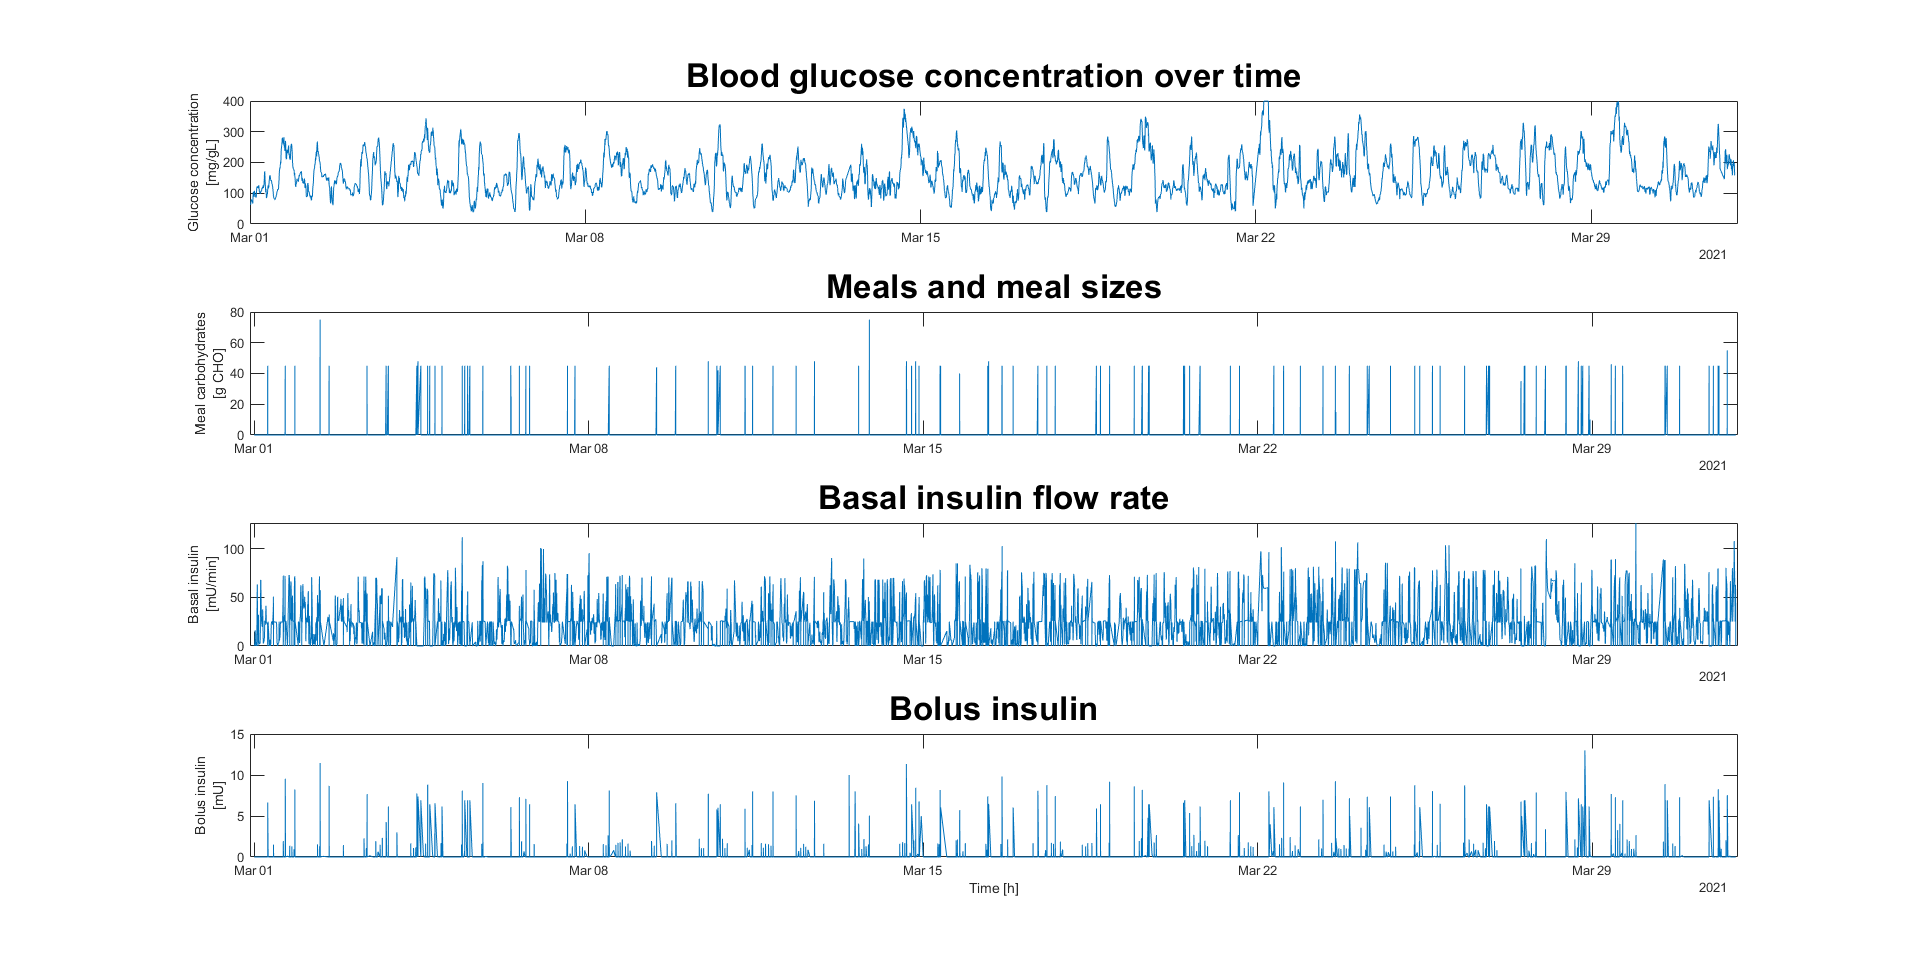 Blood glucose concentration over time
Glucose concentration
[mg/gL]
400
300
200
100
0
Mar 01
Mar 08
Mar 15
Mar 22
Mar 29
2021
Meals and meal sizes
Meal carbohydrates
[g CHO]
80
60
40
20
0
Mar 01
Mar 08
Mar 15
Mar 22
Mar 29
2021
Basal insulin flow rate
Basal insulin
[mU/min]
100
50
0
Mar 01
Mar 08
Mar 15
Mar 22
Mar 29
2021
Bolus insulin
Bolus insulin
[mU]
15
10
5
0
Mar 01
Mar 08
Mar 15
Mar 22
Mar 29
Time [h]
2021